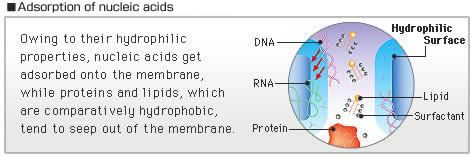 ■Adsorption of nucleic acids
Owing to their hydrophilic
properties, nucleic acids get
adsorbed onto the membrane,
while proteins and lipids, which
are comparatively hydrophobic,
tend to seep out of the membrane.
Hydrophilic
Surface
DNA
RNA
Lipid
Surfactant
Protein